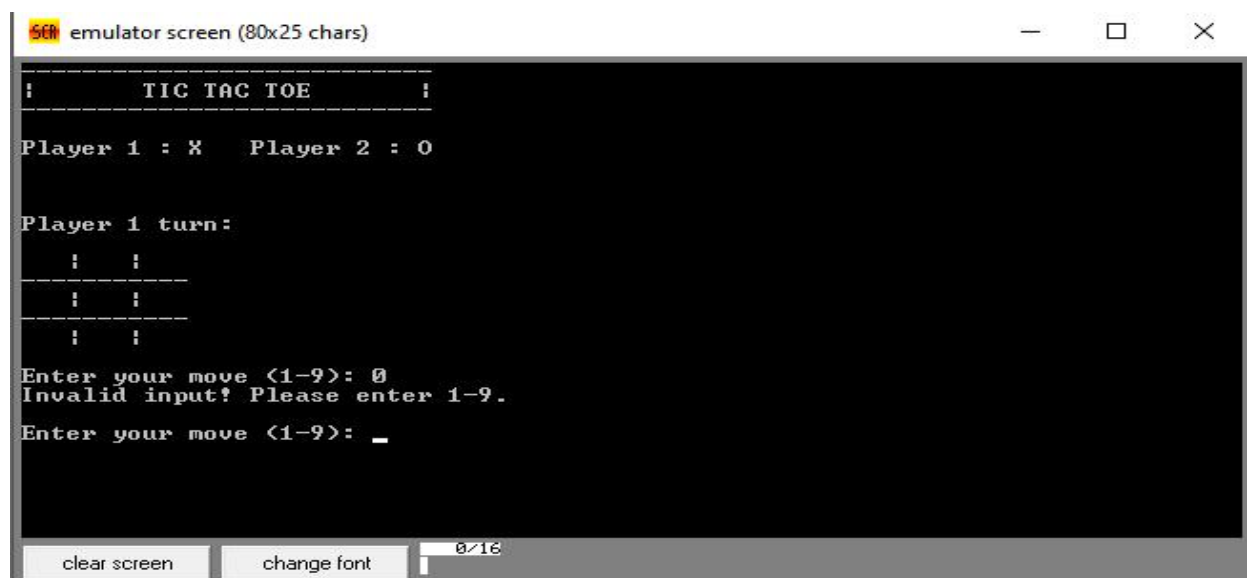 SCR emulator screen (80x25 chars)
---------------------------
|       TIC TAC TOE       |
---------------------------
Player 1 : X   Player 2 : O
Player 1 turn:
   |   |
-----------
   |   |
-----------
   |   |
Enter your move (1-9): 0
Invalid input! Please enter 1-9.
Enter your move (1-9): _
clear screen change font 0/16